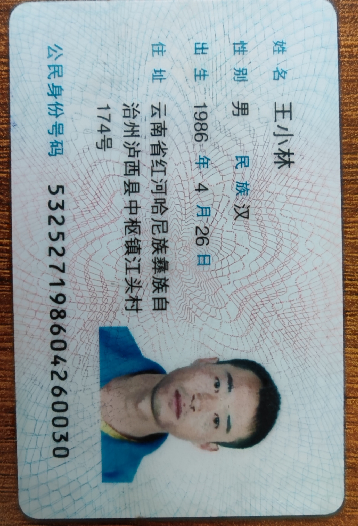 姓名 王小林
性别 男 民族 汉
出生 1986 年 4 月 26 日
住址 云南省红河哈尼族彝族自
治州泸西县中枢镇江头村
174号
公民身份号码 532527198604260030